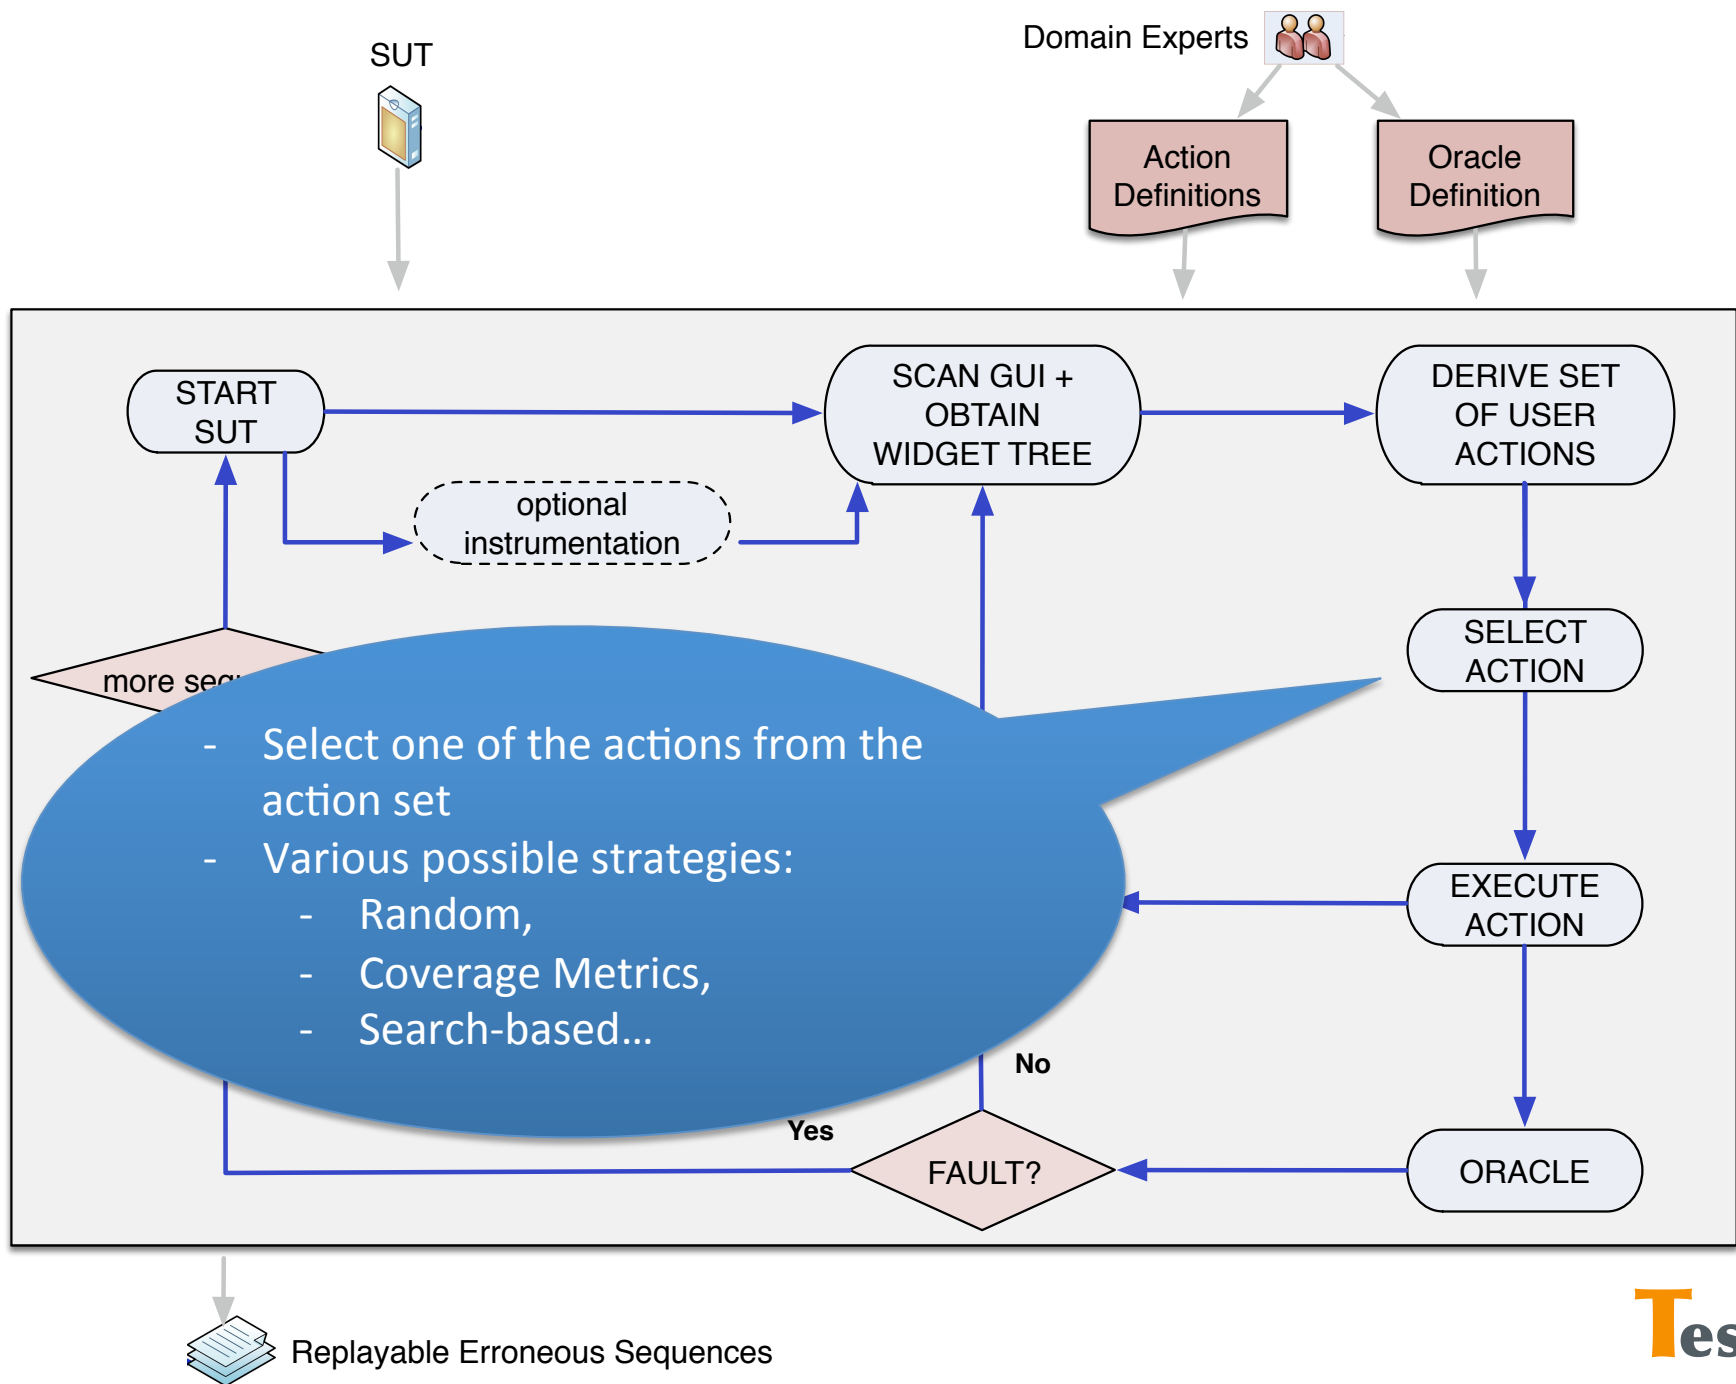 SUT
Domain Experts
Action
Definitions
Oracle
Definition
START
SUT
SCAN GUI +
OBTAIN
WIDGET TREE
DERIVE SET
OF USER
ACTIONS
optional
instrumentation
SELECT
ACTION
more
- Select one of the actions from the
action set
- Various possible strategies:
- Random,
- Coverage Metrics,
- Search-based...
EXECUTE
ACTION
No
Yes
FAULT?
ORACLE
Replayable Erroneous Sequences